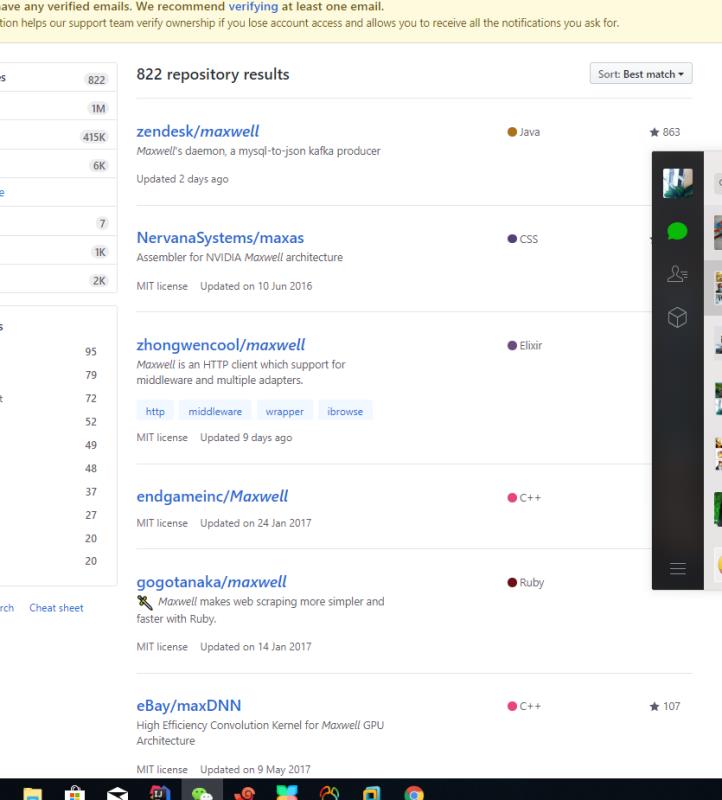 ave any verified emails. We recommend verifying at least one email.
tion helps our support team verify ownership if you lose account access and allows you to receive all the notifications you ask for.
es 822
1M
415K
6K
e
7
1K
2K
s
95
79
t 72
52
49
48
37
27
20
20
rch Cheat sheet
822 repository results
Sort: Best match
zendesk/maxwell
Java
863
Maxwell's daemon, a mysql-to-json kafka producer
Updated 2 days ago
NervanaSystems/maxas
CSS
Assembler for NVIDIA Maxwell architecture
MIT license Updated on 10 Jun 2016
zhongwencool/maxwell
Elixir
Maxwell is an HTTP client which support for
middleware and multiple adapters.
http middleware wrapper ibrowse
MIT license Updated 9 days ago
endgameinc/Maxwell
C++
MIT license Updated on 24 Jan 2017
gogotanaka/maxwell
Ruby
Maxwell makes web scraping more simpler and
faster with Ruby.
MIT license Updated on 14 Jan 2017
eBay/maxDNN
C++
107
High Efficiency Convolution Kernel for Maxwell GPU
Architecture
MIT license Updated on 9 May 2017